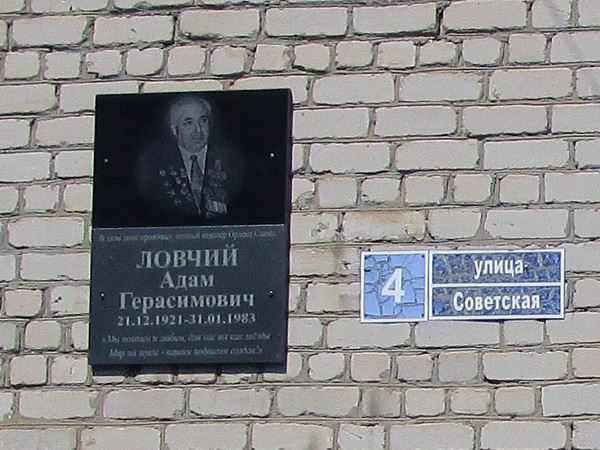 В этом доме проживал полный кавалер Ордена Славы
ЛОВЧИЙ
Адам
Герасимович
21.12.1921-31.01.1983
«Мы помним и любим, для нас вы как звёзды
Мир на земле - вашим подвигом создан!»
4
улица
Советская